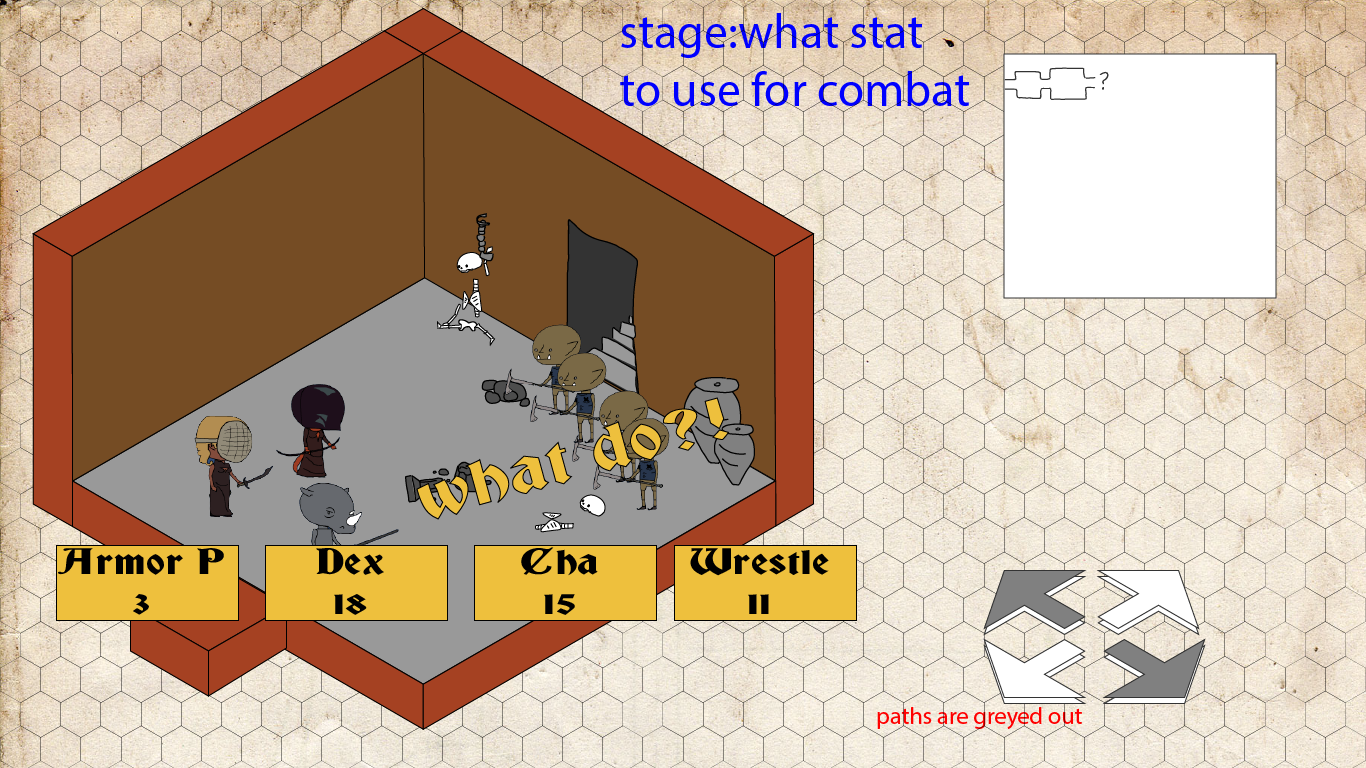 stage:what stat
to use for combat
?
what do?!
Armor P
3
Dex
18
Cha
15
Wrestle
11
paths are greyed out